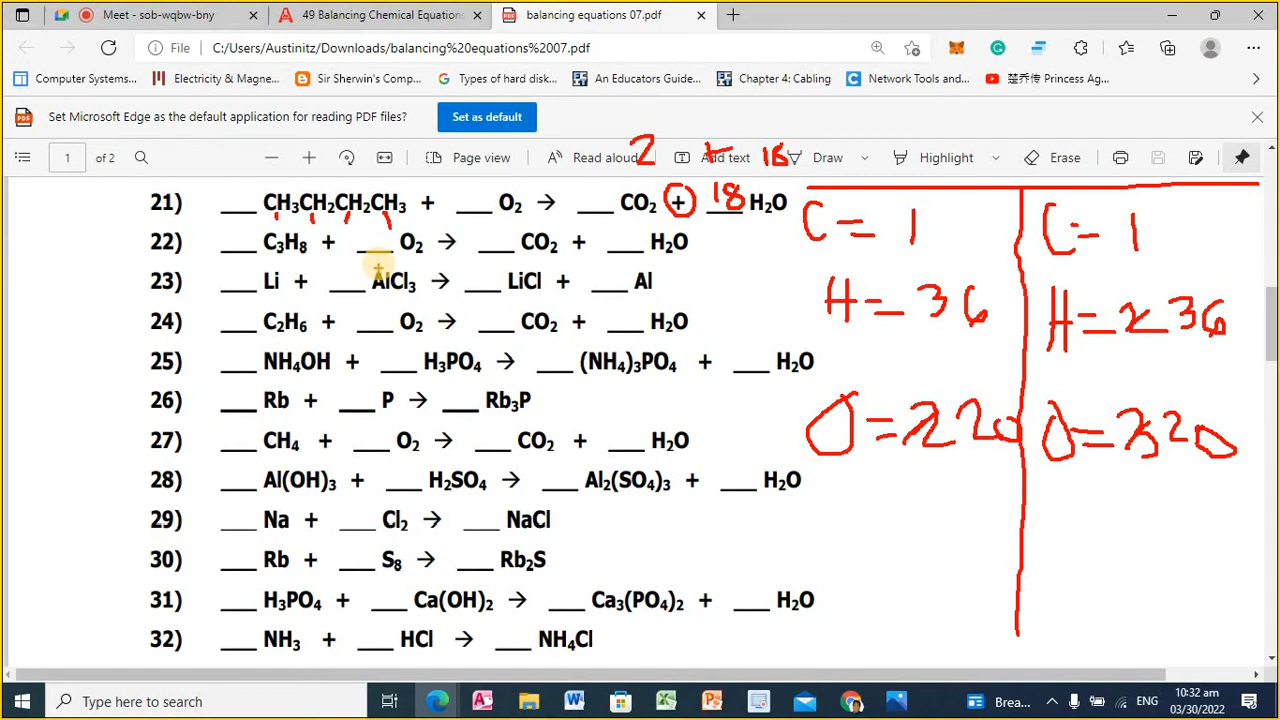 Meet - sob-wqbw-bny
49 Balancing Chemical Equations
balancing equations 07.pdf
File C:/Users/Austinitz/Downloads/balancing%20equations%2007.pdf
Computer Systems... Electricity & Magne... Sir Sherwin's Comp... Types of hard disk... An Educators Guide... Chapter 4: Cabling Network Tools and... 楚乔传 Princess Ag...
Set Microsoft Edge as the default application for reading PDF files? Set as default
1 of 2 Page view Read aloud Add text Draw Highlight Erase
2 + 18
18
21) ___ CH₃CH₂CH₂CH₃ + ___ O₂ → ___ CO₂ + ___ H₂O
22) ___ C₃H₈ + ___ O₂ → ___ CO₂ + ___ H₂O
23) ___ Li + ___ AlCl₃ → ___ LiCl + ___ Al
24) ___ C₂H₆ + ___ O₂ → ___ CO₂ + ___ H₂O
25) ___ NH₄OH + ___ H₃PO₄ → ___ (NH₄)₃PO₄ + ___ H₂O
26) ___ Rb + ___ P → ___ Rb₃P
27) ___ CH₄ + ___ O₂ → ___ CO₂ + ___ H₂O
28) ___ Al(OH)₃ + ___ H₂SO₄ → ___ Al₂(SO₄)₃ + ___ H₂O
29) ___ Na + ___ Cl₂ → ___ NaCl
30) ___ Rb + ___ S₈ → ___ Rb₂S
31) ___ H₃PO₄ + ___ Ca(OH)₂ → ___ Ca₃(PO₄)₂ + ___ H₂O
32) ___ NH₃ + ___ HCl → ___ NH₄Cl
C = 1
H = 36
C = 1
H = 2 36
Type here to search
Brea... ENG
10:32 am
03/30/2022